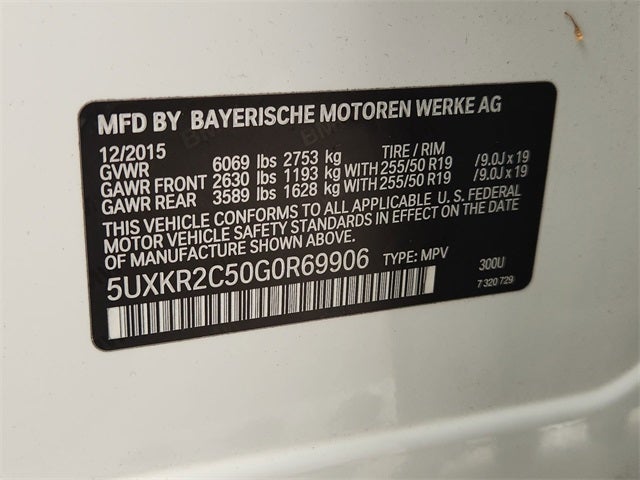 MFD BY BAYERISCHE MOTOREN WERKE AG
12/2015 TIRE / RIM
GVWR 6069 lbs 2753 kg
GAWR FRONT 2630 lbs 1193 kg WITH 255/50 R19 /9.0J x 19
GAWR REAR 3589 lbs 1628 kg WITH 255/50 R19 /9.0J x 19
THIS VEHICLE CONFORMS TO ALL APPLICABLE U. S. FEDERAL
MOTOR VEHICLE SAFETY STANDARDS IN EFFECT ON THE DATE
OF MANUFACTURE SHOWN ABOVE.
5UXKR2C50G0R69906 TYPE: MPV 300U
7 320 729